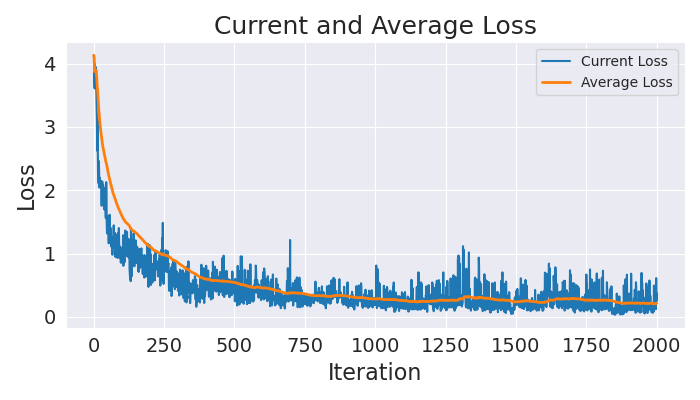 Current and Average Loss
Current Loss
Average Loss
Loss
4
3
2
1
0
0 250 500 750 1000 1250 1500 1750 2000
Iteration